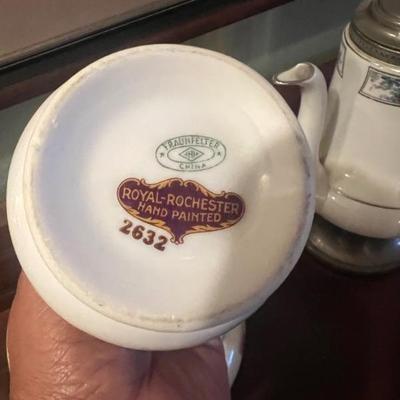 FRAUNFELTER
CHINA
ROYAL-ROCHESTER
HAND PAINTED
2632